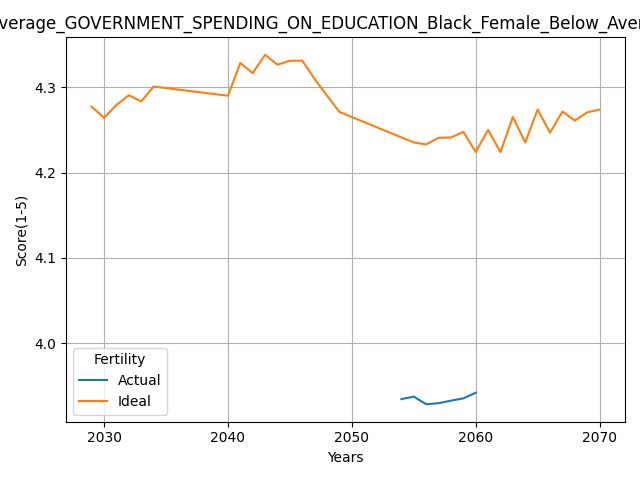 verage_GOVERNMENT_SPENDING_ON_EDUCATION_Black_Female_Below_Aver
4.3
4.2
4.1
4.0
Score(1-5)
Fertility
Actual
Ideal
2030 2040 2050 2060 2070
Years